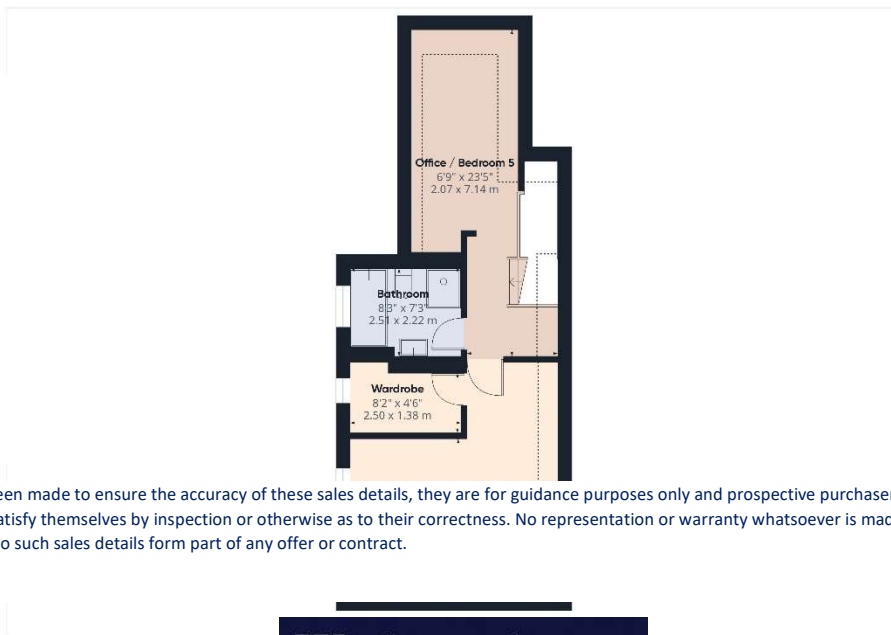 Office / Bedroom 5
6'9" x 23'5"
2.07 x 7.14 m
Bathroom
8'3" x 7'3"
2.51 x 2.22 m
Wardrobe
8'2" x 4'6"
2.50 x 1.38 m
een made to ensure the accuracy of these sales details, they are for guidance purposes only and prospective purchaser
atisfy themselves by inspection or otherwise as to their correctness. No representation or warranty whatsoever is mad
o such sales details form part of any offer or contract.